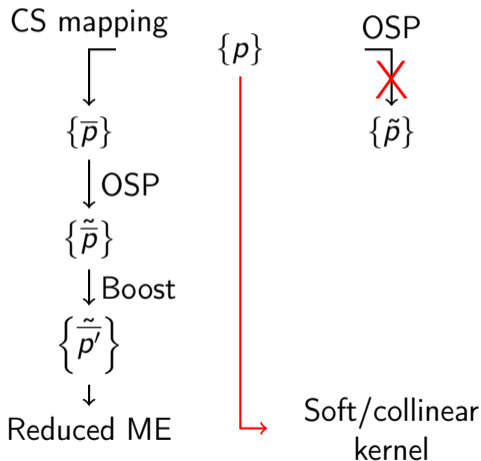 CS mapping
{p}
OSP
{p̅}
{p̃}
OSP
{p̅̃}
Boost
{p̅′̃}
Reduced ME
Soft/collinear
kernel